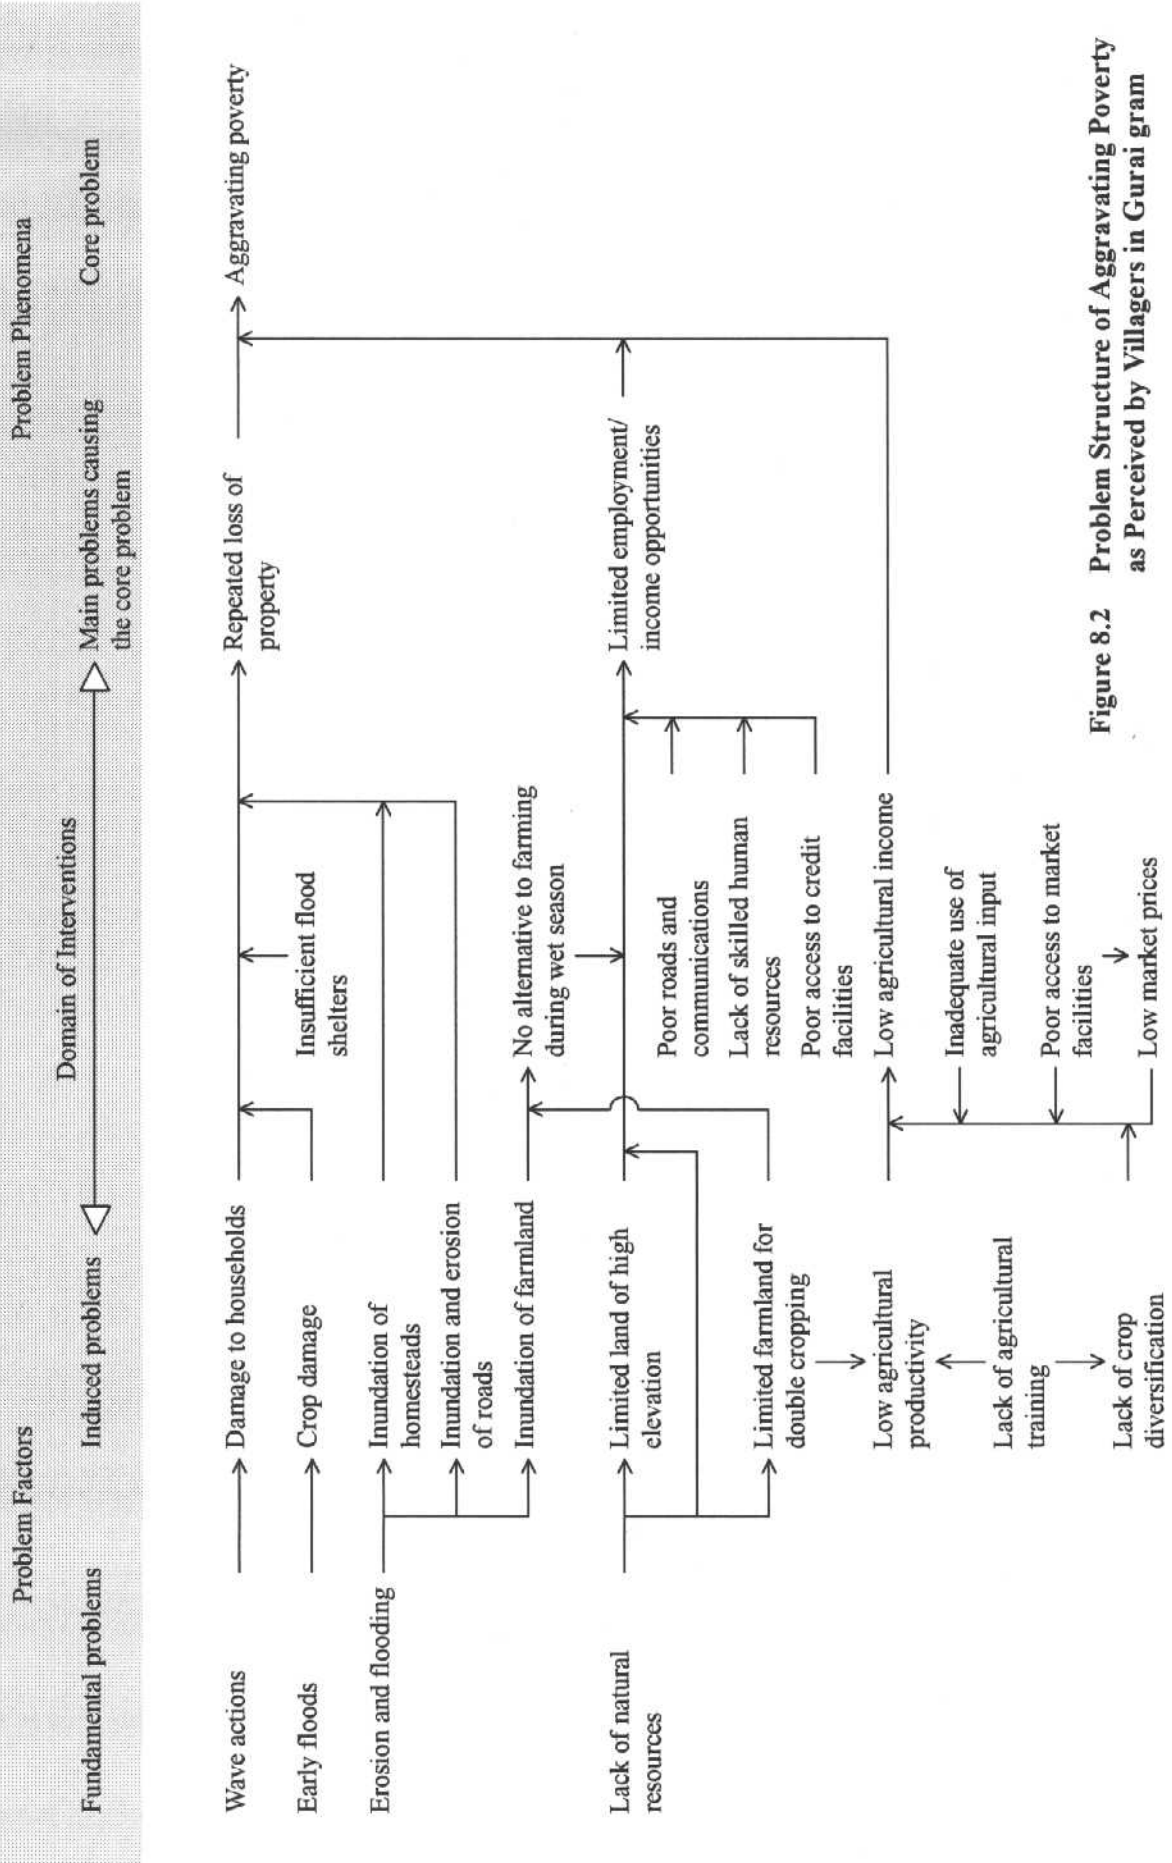 Problem Factors
Problem Phenomena
Domain of Interventions
Fundamental problems
Induced problems
Main problems causing
the core problem
Core problem
Wave actions
Damage to households
Repeated loss of
property
Aggravating poverty
Early floods
Crop damage
Insufficient flood
shelters
Erosion and flooding
Inundation of
homesteads
Inundation and erosion
of roads
Inundation of farmland
No alternative to farming
during wet season
Lack of natural
resources
Limited land of high
elevation
Limited employment/
income opportunities
Poor roads and
communications
Lack of skilled human
resources
Limited farmland for
double cropping
Poor access to credit
facilities
Low agricultural
productivity
Low agricultural income
Inadequate use of
agricultural input
Lack of agricultural
training
Poor access to market
facilities
Lack of crop
diversification
Low market prices
Figure 8.2 Problem Structure of Aggravating Poverty
as Perceived by Villagers in Gurai gram